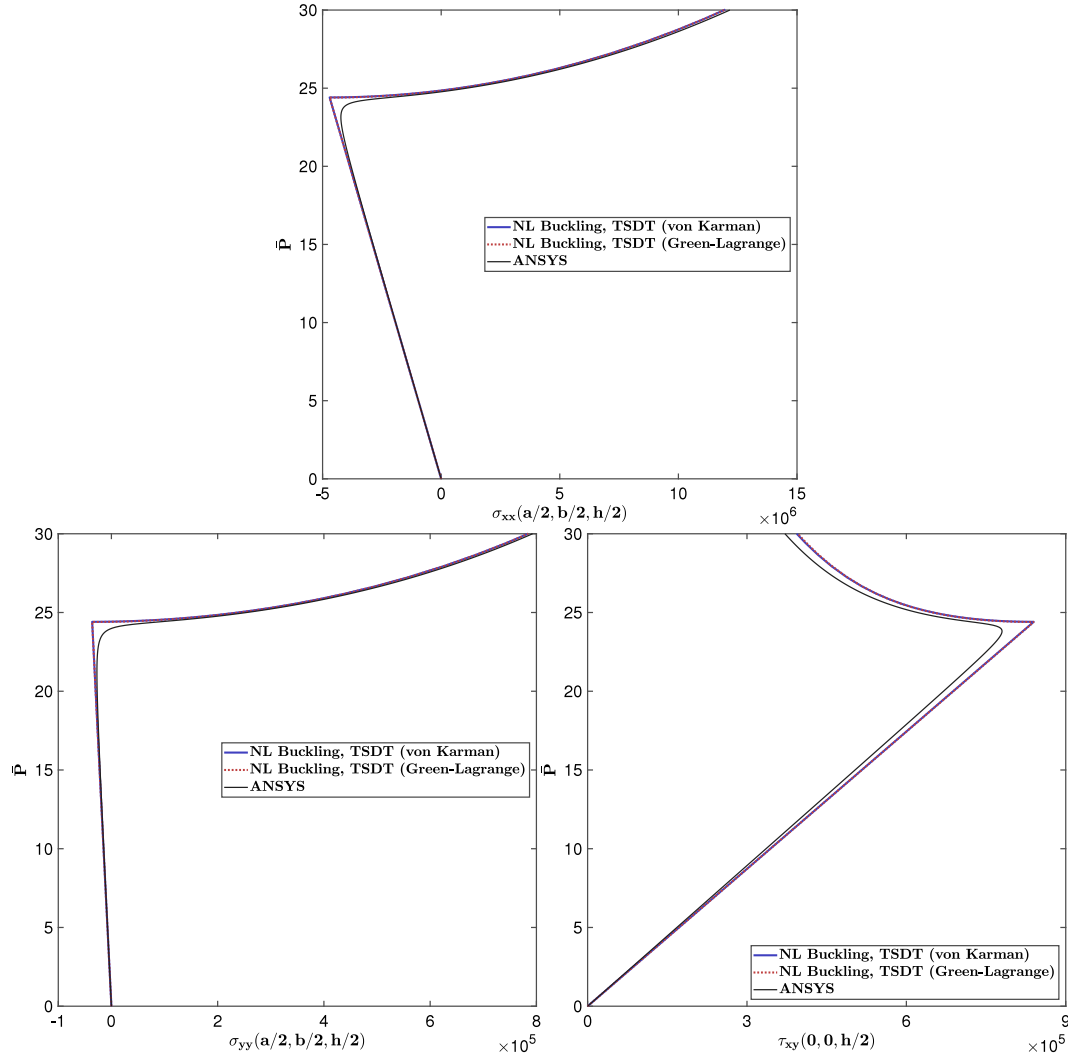 30
25
20
15
10
5
0
P̄
NL Buckling, TSDT (von Karman)
NL Buckling, TSDT (Green-Lagrange)
ANSYS
-5 0 5 10 15
σxx(a/2, b/2, h/2)
×10⁶
30
25
20
15
10
5
0
P̄
NL Buckling, TSDT (von Karman)
NL Buckling, TSDT (Green-Lagrange)
ANSYS
-1 0 2 4 6 8
σyy(a/2, b/2, h/2)
×10⁵
30
25
20
15
10
5
0
P̄
NL Buckling, TSDT (von Karman)
NL Buckling, TSDT (Green-Lagrange)
ANSYS
0 3 6 9
τxy(0, 0, h/2)
×10⁵